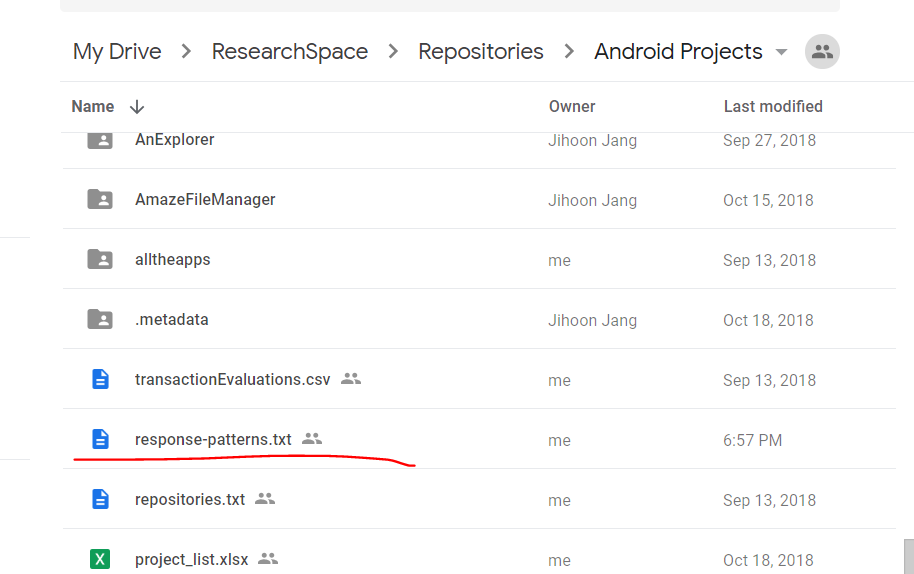 My Drive > ResearchSpace > Repositories > Android Projects
Name Owner Last modified
AnExplorer Jihoon Jang Sep 27, 2018
AmazeFileManager Jihoon Jang Oct 15, 2018
alltheapps me Sep 13, 2018
.metadata Jihoon Jang Oct 18, 2018
transactionEvaluations.csv me Sep 13, 2018
response-patterns.txt me 6:57 PM
repositories.txt me Sep 13, 2018
project_list.xlsx me Oct 18, 2018